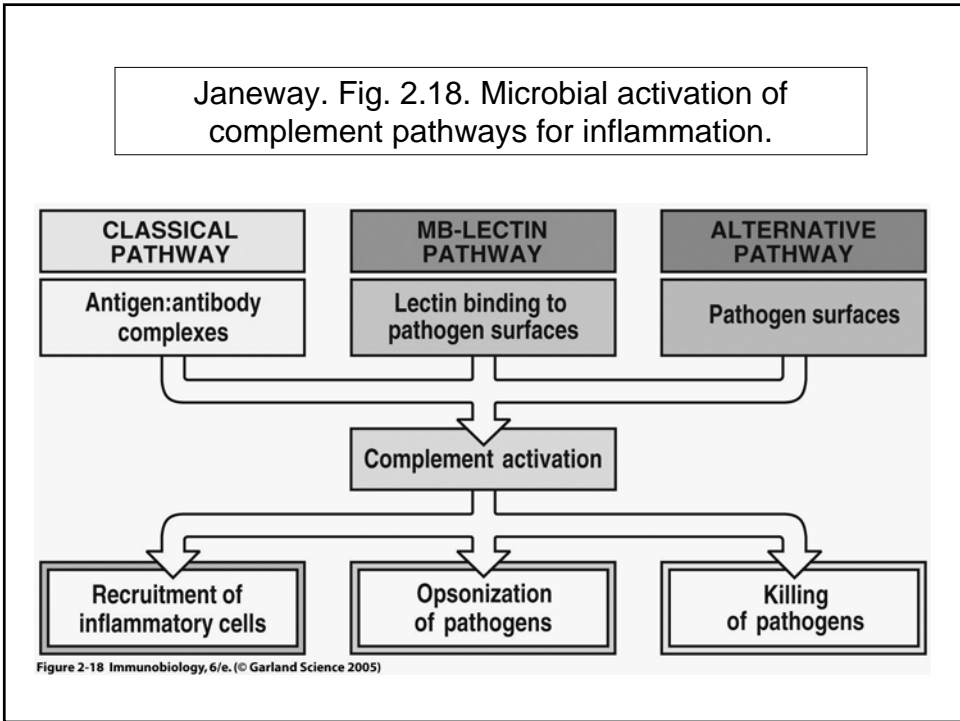 Janeway. Fig. 2.18. Microbial activation of
complement pathways for inflammation.
CLASSICAL
PATHWAY
MB-LECTIN
PATHWAY
ALTERNATIVE
PATHWAY
Antigen:antibody
complexes
Lectin binding to
pathogen surfaces
Pathogen surfaces
Complement activation
Recruitment of
inflammatory cells
Opsonization
of pathogens
Killing
of pathogens
Figure 2-18 Immunobiology, 6/e. (© Garland Science 2005)